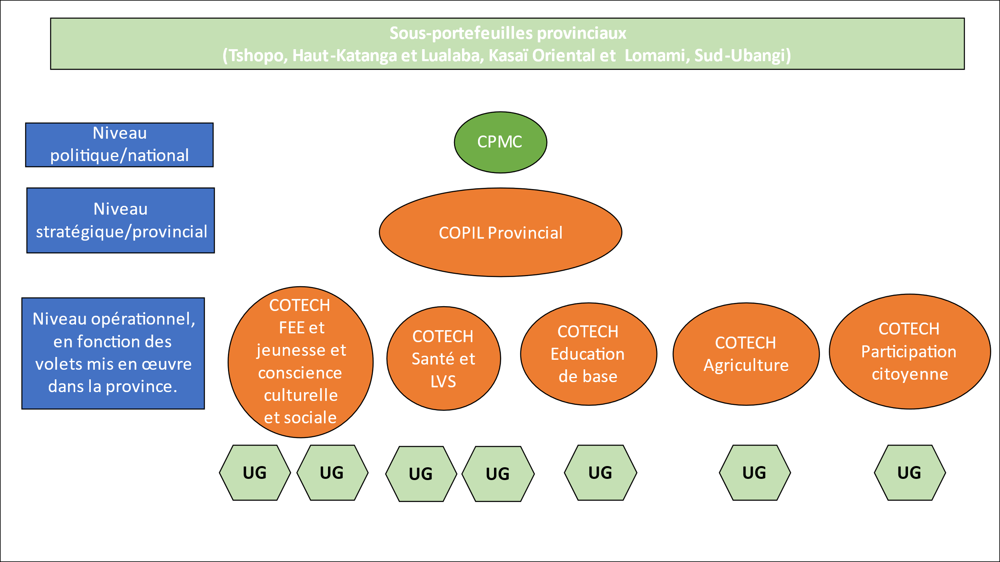 Sous-portefeuilles provinciaux
(Tshopo, Haut-Katanga et Lualaba, Kasaï Oriental et Lomami, Sud-Ubangi)
Niveau
politique/national
CPMC
Niveau
stratégique/provincial
COPIL Provincial
Niveau opérationnel,
en fonction des
volets mis en œuvre
dans la province.
COTECH
FEE et
jeunesse et
conscience
culturelle
et sociale
COTECH
Santé et
LVS
COTECH
Education
de base
COTECH
Agriculture
COTECH
Participation
citoyenne
UG
UG
UG
UG
UG
UG
UG